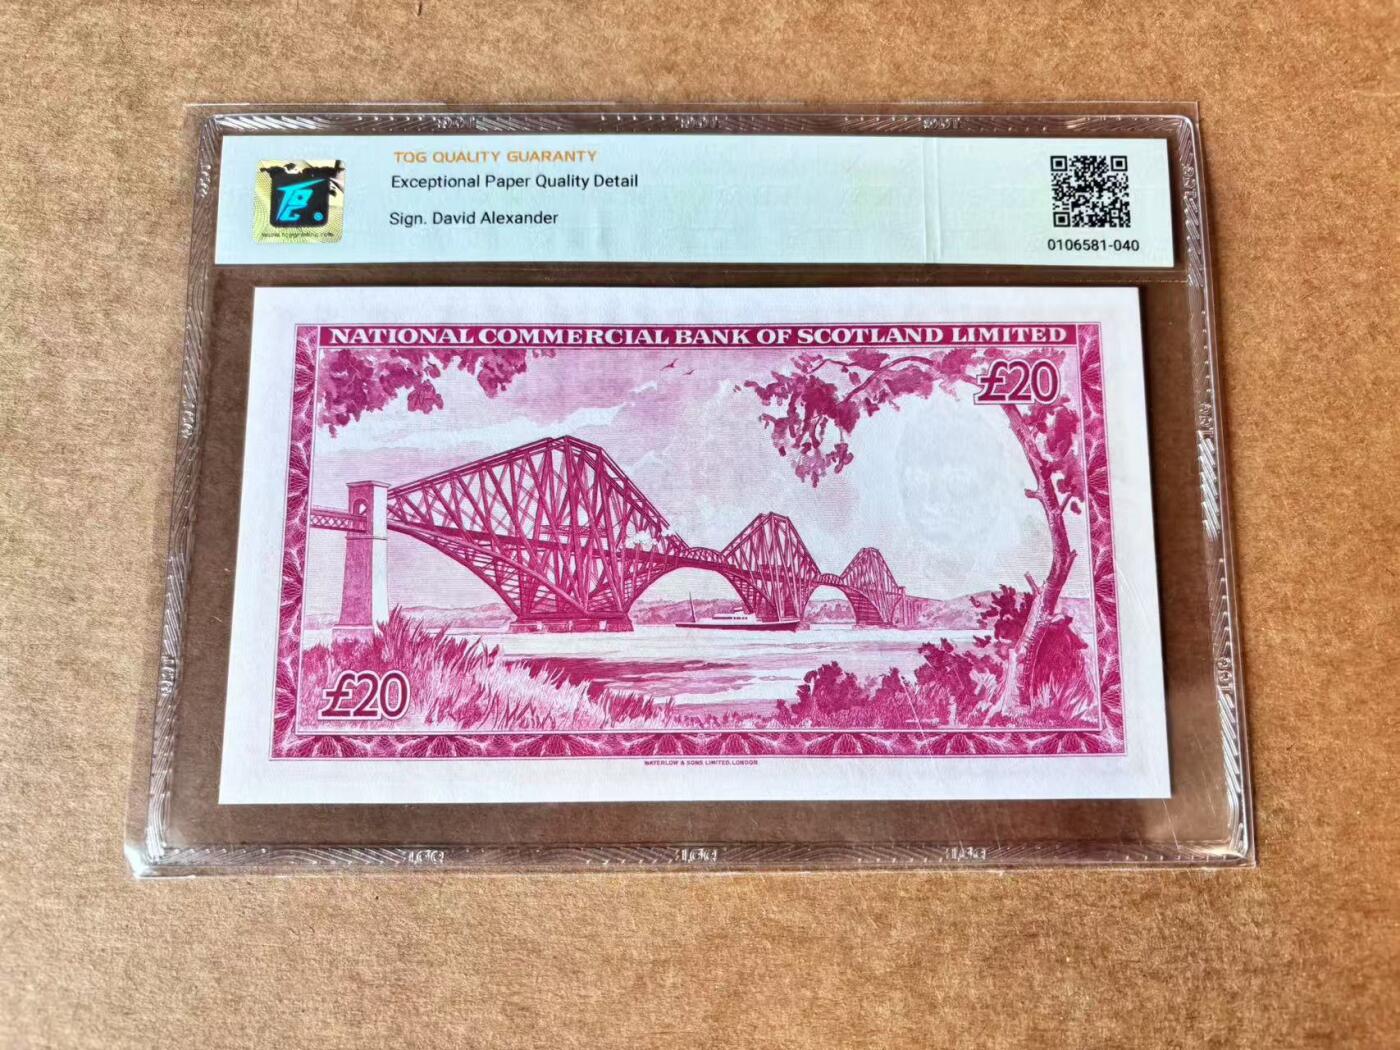 TQG QUALITY GUARANTY
Exceptional Paper Quality Detail
Sign. David Alexander
0106581-040
NATIONAL COMMERCIAL BANK OF SCOTLAND LIMITED
£20
£20
WATERLOW & SONS LIMITED, LONDON